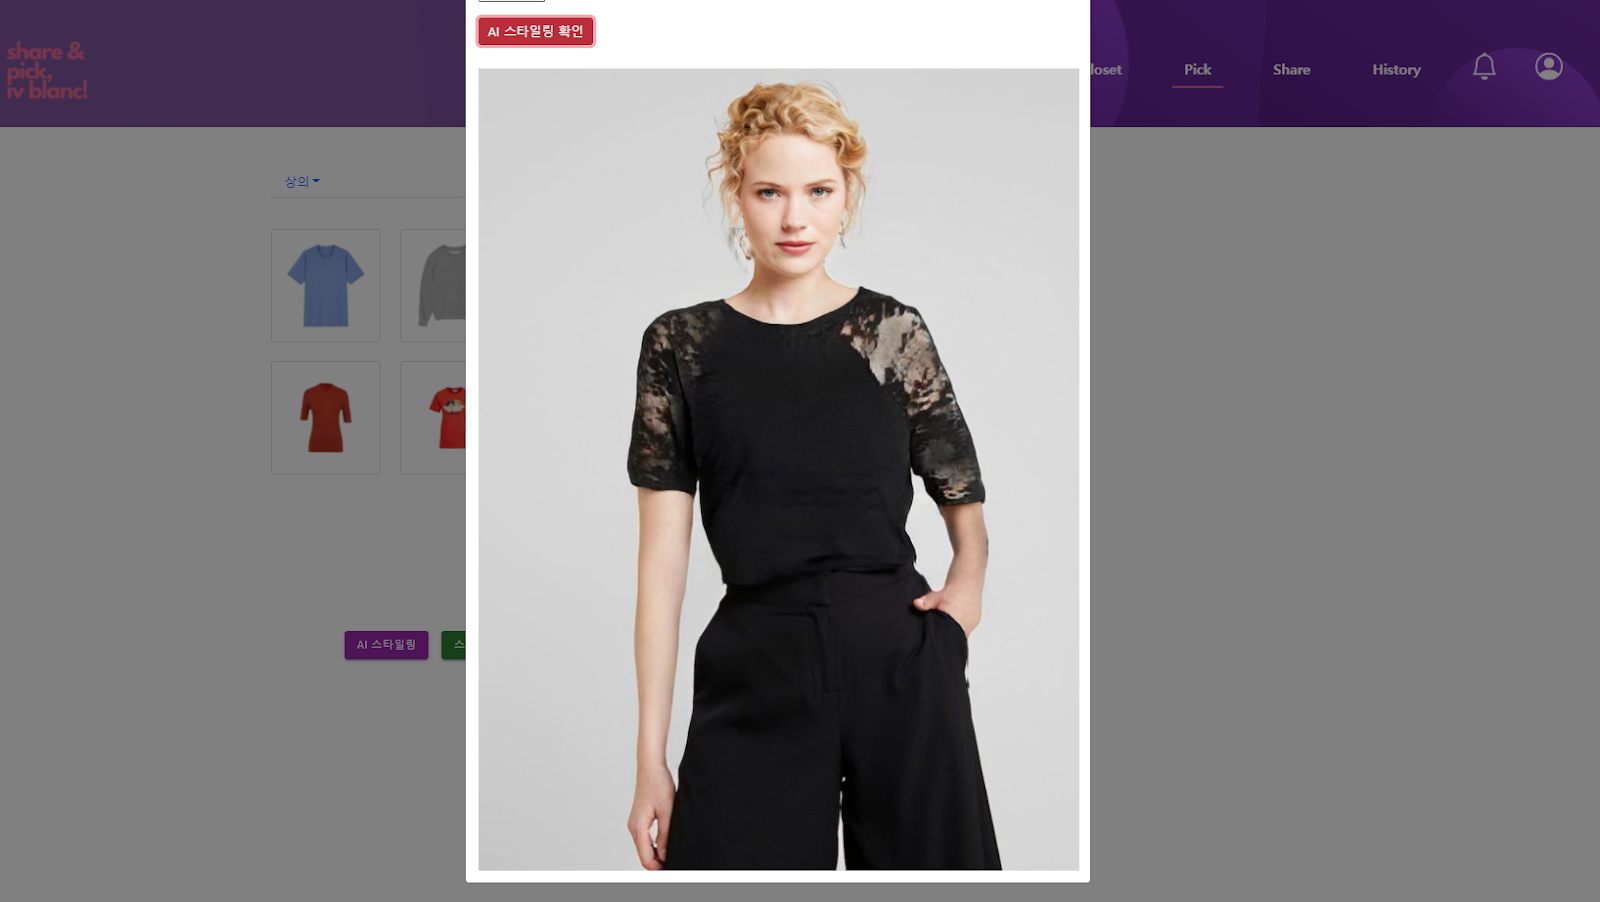 AI 스타일링 확인
share &
pick,
iv blanc!
loset
Pick
Share
History
상의
AI 스타일링
스